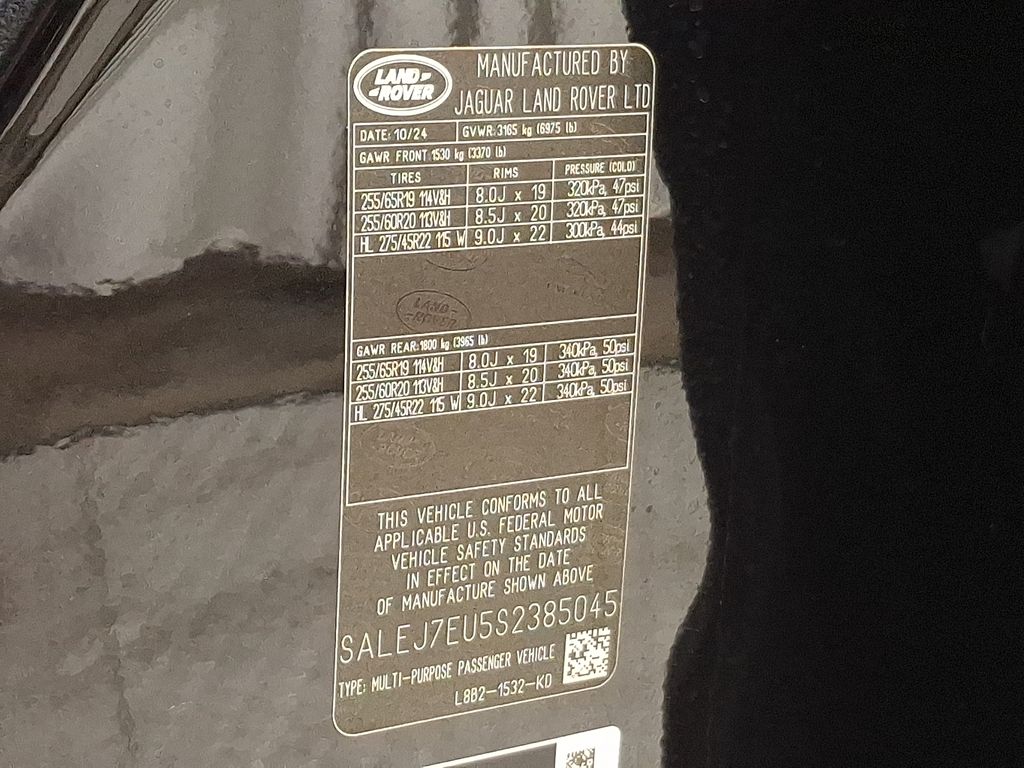 LAND-
-ROVER
MANUFACTURED BY
JAGUAR LAND ROVER LTD
DATE: 10/24 GVWR:3165 kg (6975 lb)
GAWR FRONT:1530 kg (3370 lb)
TIRES RIMS PRESSURE (COLD)
255/65R19 114V&H 8.0J x 19 320kPa, 47psi
255/60R20 113V&H 8.5J x 20 320kPa, 47psi
HL 275/45R22 115 W 9.0J x 22 300kPa, 44psi
LAND-
-ROVER
GAWR REAR:1800 kg (3965 lb)
255/65R19 114V&H 8.0J x 19 340kPa, 50psi
255/60R20 113V&H 8.5J x 20 340kPa, 50psi
HL 275/45R22 115 W 9.0J x 22 340kPa, 50psi
THIS VEHICLE CONFORMS TO ALL
APPLICABLE U.S. FEDERAL MOTOR
VEHICLE SAFETY STANDARDS
IN EFFECT ON THE DATE
OF MANUFACTURE SHOWN ABOVE
SALEJ7EU5S2385045
TYPE: MULTI-PURPOSE PASSENGER VEHICLE
L8B2-1532-KD